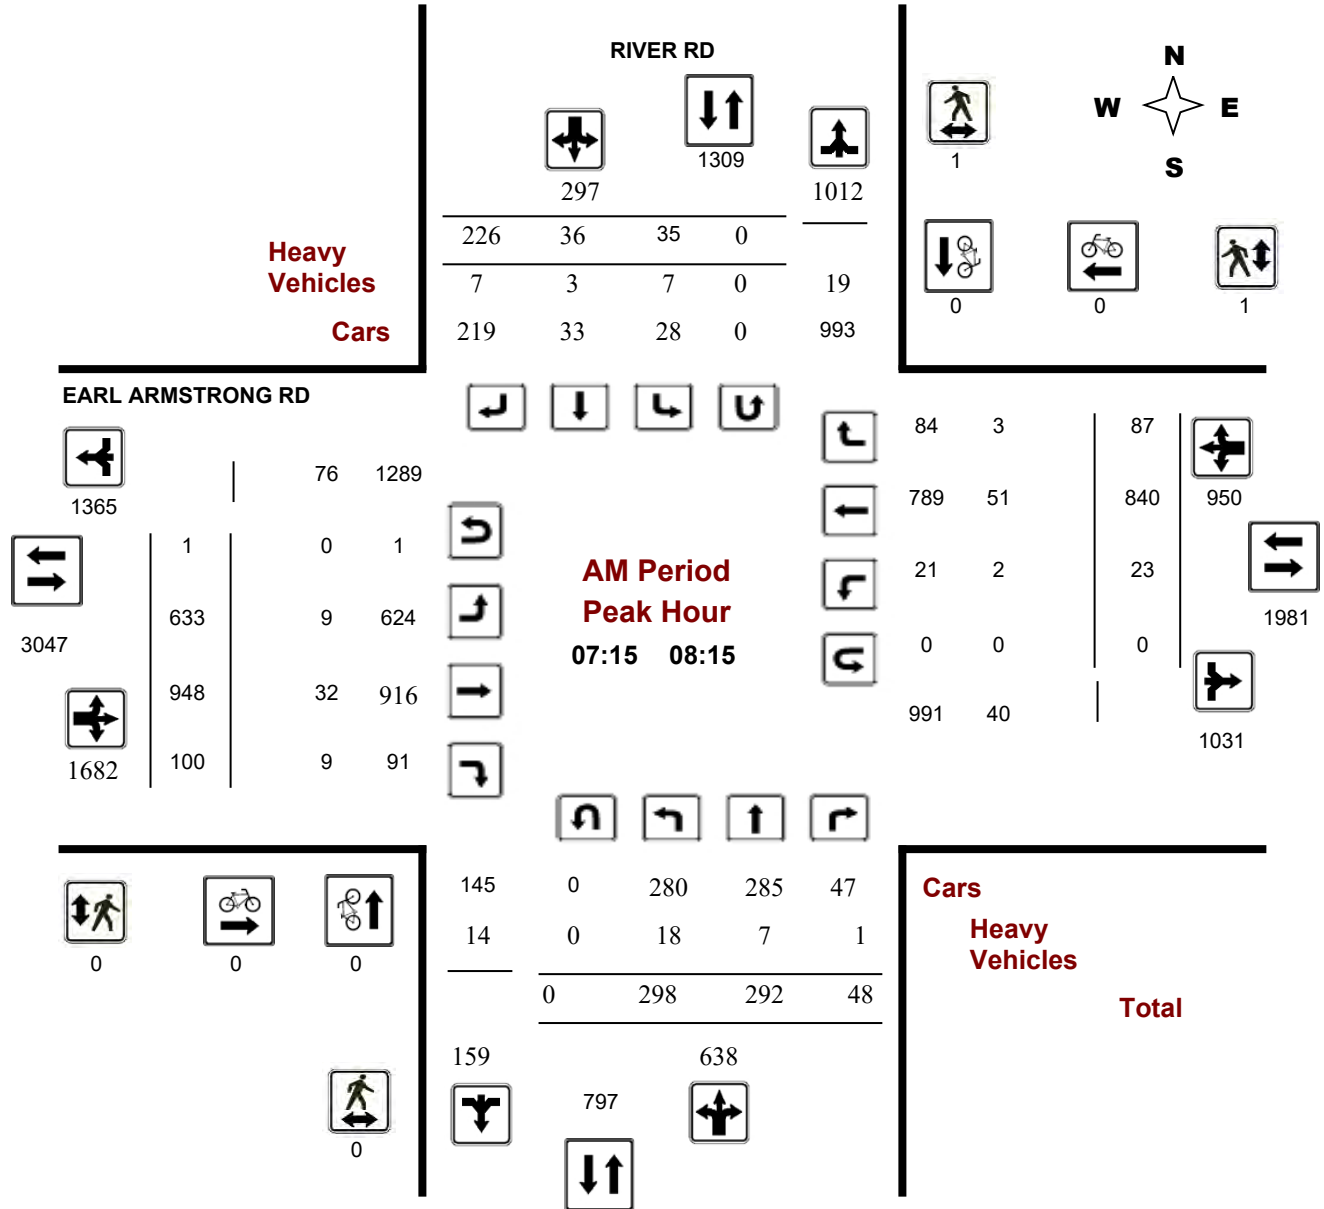 RIVER RD
N
W E
S
1309
1
297 1012
226 36 35 0
Heavy
Vehicles 7 3 7 0 19
0 0 1
Cars 219 33 28 0 993
EARL ARMSTRONG RD
84 3 87
76 1289
1365
789 51 840 950
1 0 1
AM Period
21 2 23
Peak Hour
633 9 624
1981
3047
07:15 08:15
0 0 0
948 32 916
991 40
1031
1682 100 9 91
145 0 280 285 47
Cars
14 0 18 7 1
Heavy
Vehicles
0 0 0
0 298 292 48
Total
159 638
797
0